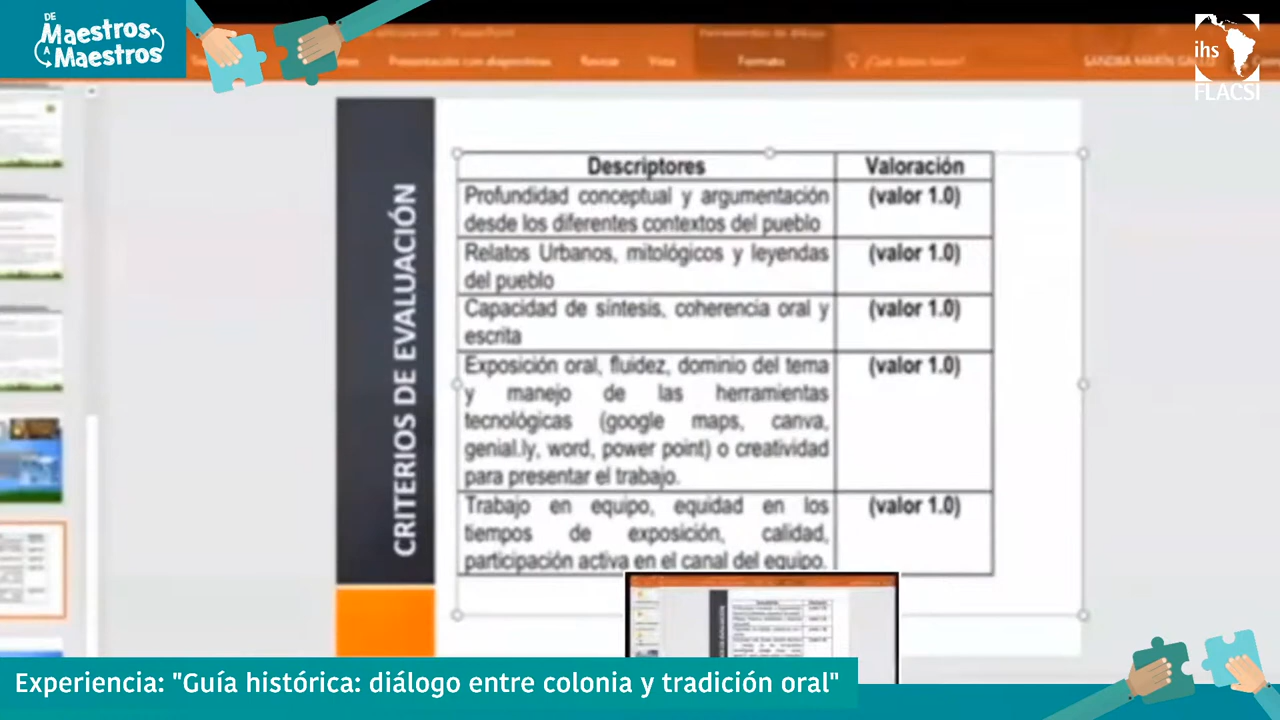 DE
Maestros
A
Maestros
Presentación con diapositivas
Revisar
Vista
Formato
¿Qué desea hacer?
SANDRA MARÍN
ihs
FLACSI
CRITERIOS DE EVALUACIÓN
Descriptores
Valoración
Profundidad conceptual y argumentación
desde los diferentes contextos del pueblo
(valor 1.0)
Relatos Urbanos, mitológicos y leyendas
del pueblo
(valor 1.0)
Capacidad de síntesis, coherencia oral y
escrita
(valor 1.0)
Exposición oral, fluidez, dominio del tema
y manejo de las herramientas
tecnológicas (google maps, canva,
genial.ly, word, power point) o creatividad
para presentar el trabajo.
(valor 1.0)
Trabajo en equipo, equidad en los
tiempos de exposición, calidad,
participación activa en el canal del equipo.
(valor 1.0)
Experiencia: "Guía histórica: diálogo entre colonia y tradición oral"